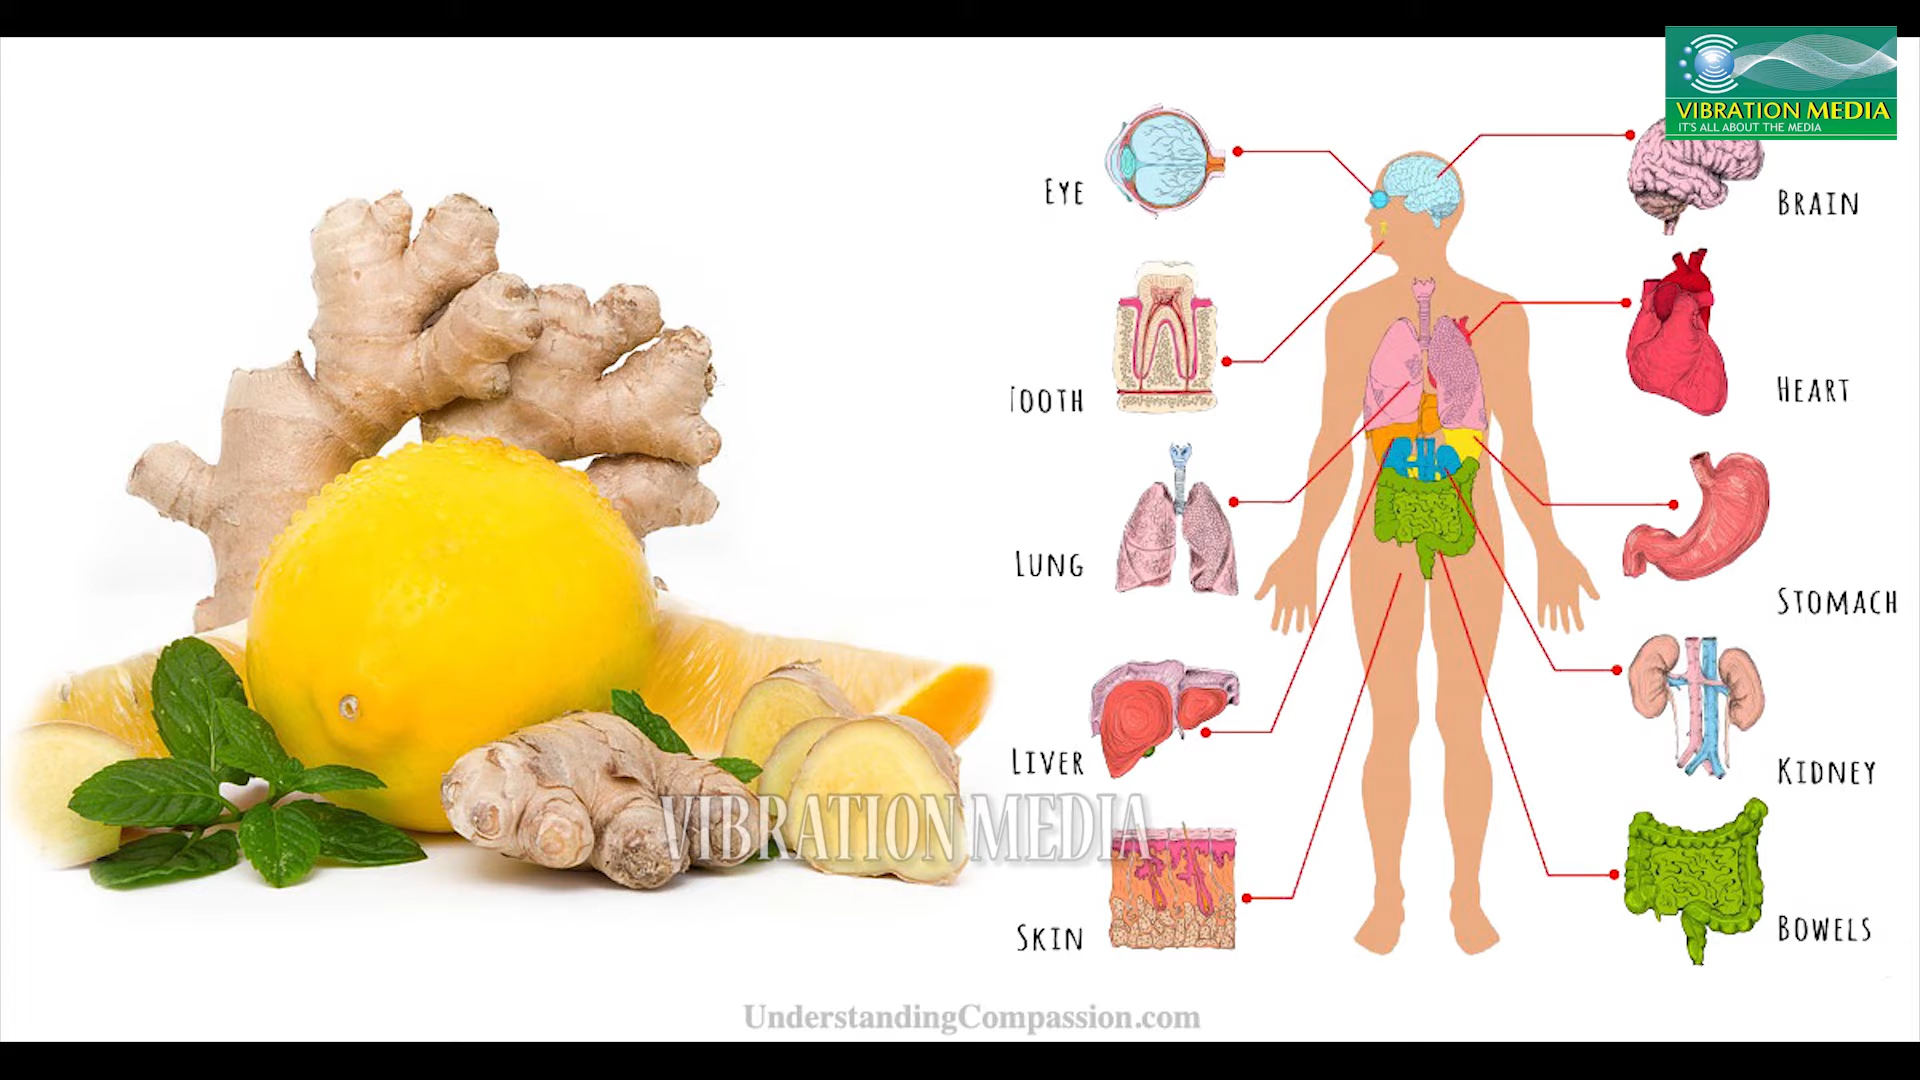 VIBRATION MEDIA
IT'S ALL ABOUT THE MEDIA
EYE
BRAIN
TOOTH
HEART
LUNG
STOMACH
LIVER
KIDNEY
VIBRATION MEDIA
SKIN
BOWELS
UnderstandingCompassion.com